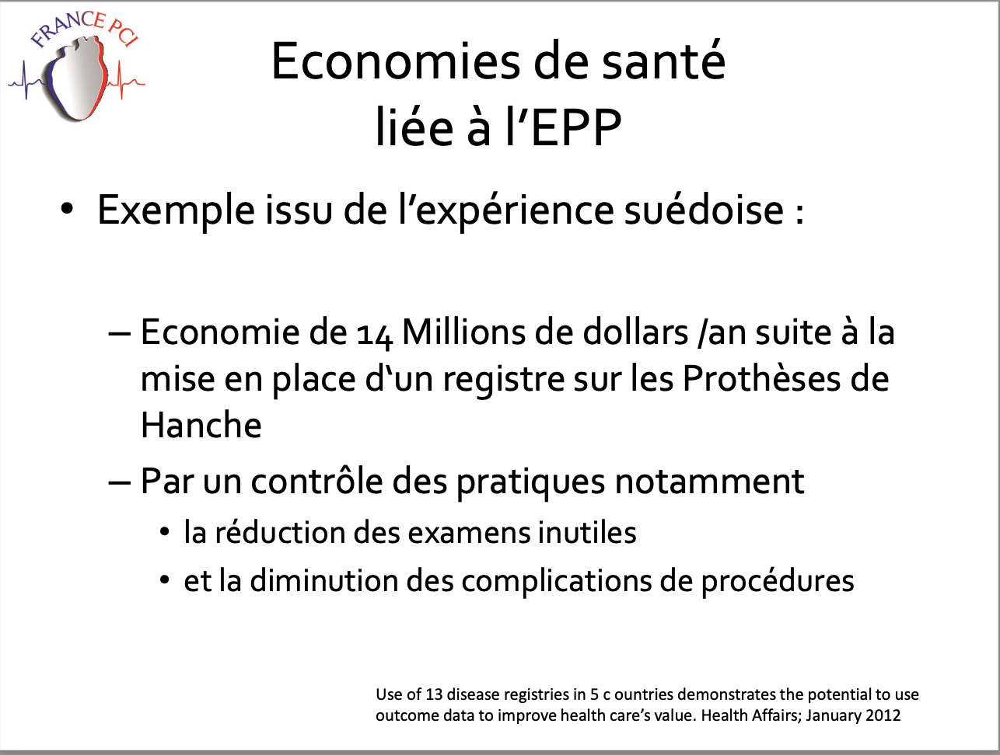 FRANCE PCI
Economies de santé
liée à l’EPP
• Exemple issu de l’expérience suédoise :
– Economie de 14 Millions de dollars /an suite à la
mise en place d‘un registre sur les Prothèses de
Hanche
– Par un contrôle des pratiques notamment
• la réduction des examens inutiles
• et la diminution des complications de procédures
Use of 13 disease registries in 5 c ountries demonstrates the potential to use
outcome data to improve health care’s value. Health Affairs; January 2012